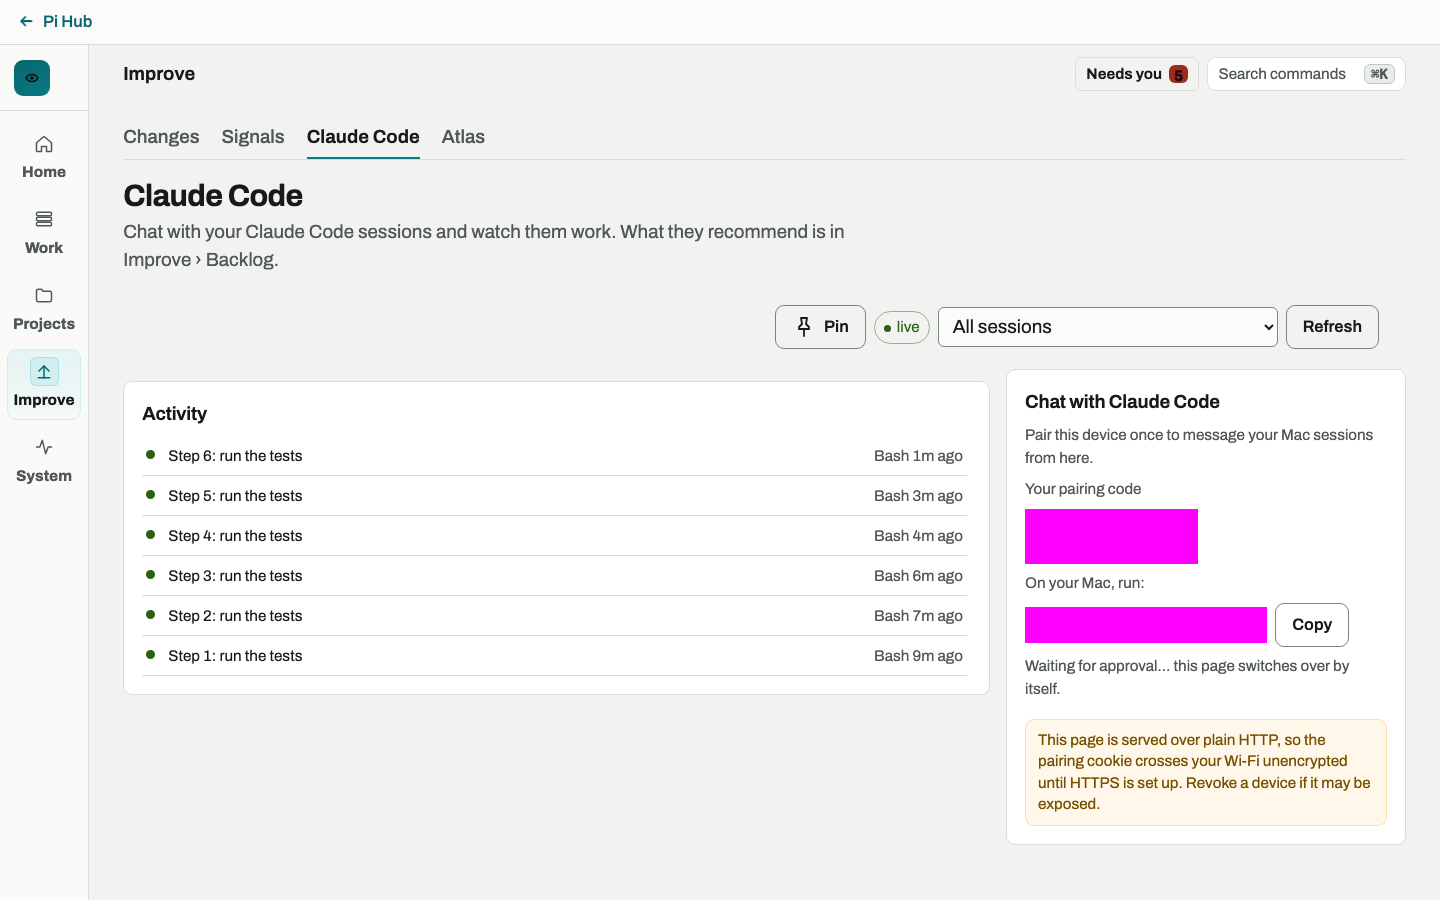 Pi Hub
Improve
Needs you 5
Search commands ⌘K
Home
Work
Projects
Improve
System
Changes Signals Claude Code Atlas
Claude Code
Chat with your Claude Code sessions and watch them work. What they recommend is in
Improve › Backlog.
Pin
live
All sessions
Refresh
Activity
Step 6: run the tests Bash 1m ago
Step 5: run the tests Bash 3m ago
Step 4: run the tests Bash 4m ago
Step 3: run the tests Bash 6m ago
Step 2: run the tests Bash 7m ago
Step 1: run the tests Bash 9m ago
Chat with Claude Code
Pair this device once to message your Mac sessions
from here.
Your pairing code
On your Mac, run:
Copy
Waiting for approval... this page switches over by
itself.
This page is served over plain HTTP, so the
pairing cookie crosses your Wi-Fi unencrypted
until HTTPS is set up. Revoke a device if it may be
exposed.